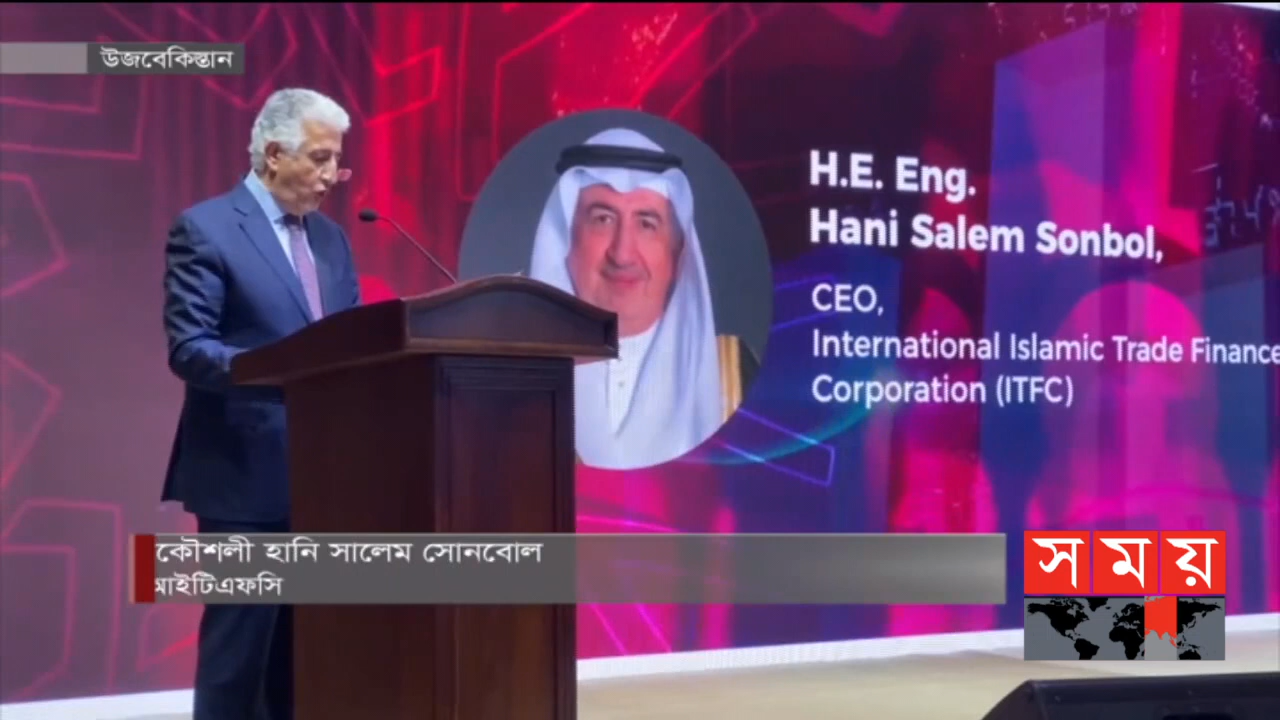 উজবেকিস্তান
H.E. Eng.
Hani Salem Sonbol,
CEO,
International Islamic Trade Finance
Corporation (ITFC)
কৌশলী হানি সালেম সোনবোল
আইটিএফসি
সময়